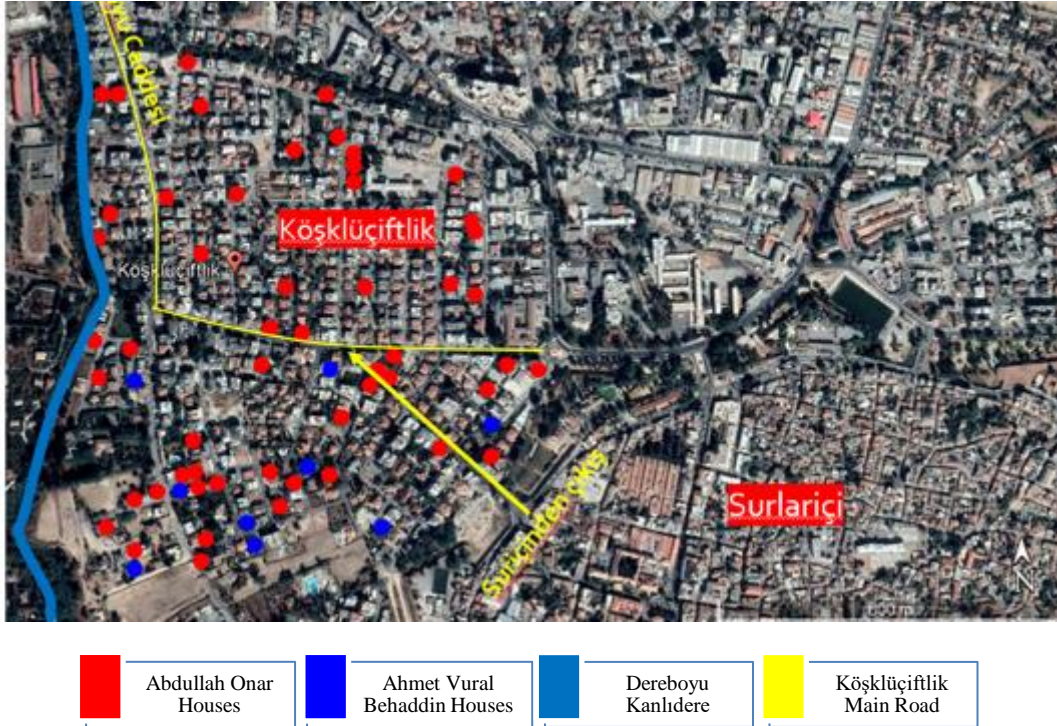 Caddesi
Köşklüçiftlik
Köşklüçiftlik
Suriçinden çıkış
Surlariçi
N
Abdullah Onar
Houses
Ahmet Vural
Behaddin Houses
Dereboyu
Kanlıdere
Köşklüçiftlik
Main Road